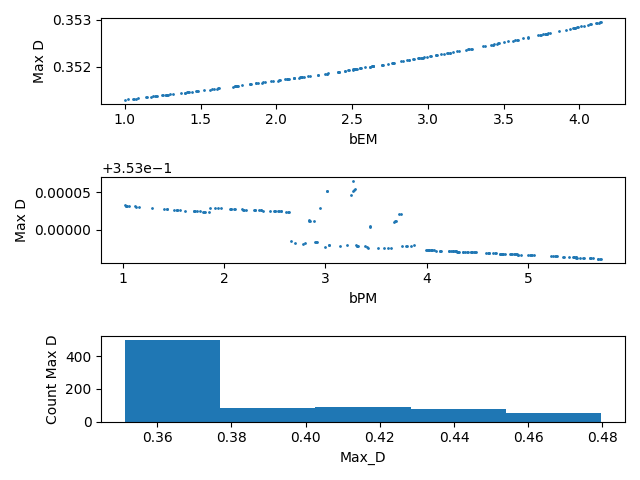 0.353
0.352
Max D
1.0 1.5 2.0 2.5 3.0 3.5 4.0
bEM
+3.53e−1
0.00005
0.00000
Max D
1 2 3 4 5
bPM
400
200
0
Count Max D
0.36 0.38 0.40 0.42 0.44 0.46 0.48
Max_D